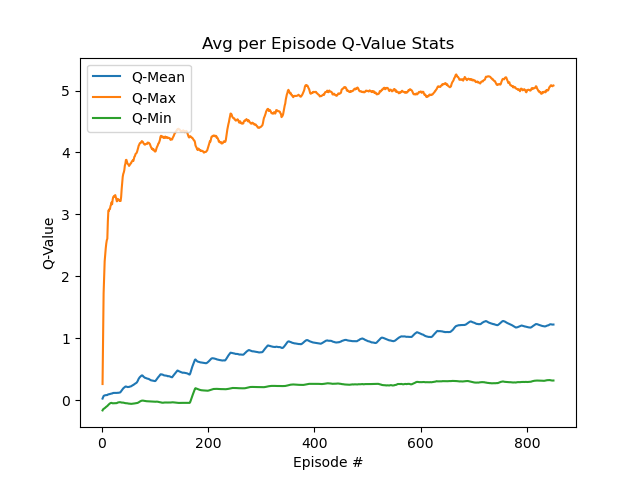 Avg per Episode Q-Value Stats
Q-Mean
Q-Max
Q-Min
Q-Value
5
4
3
2
1
0
0 200 400 600 800
Episode #